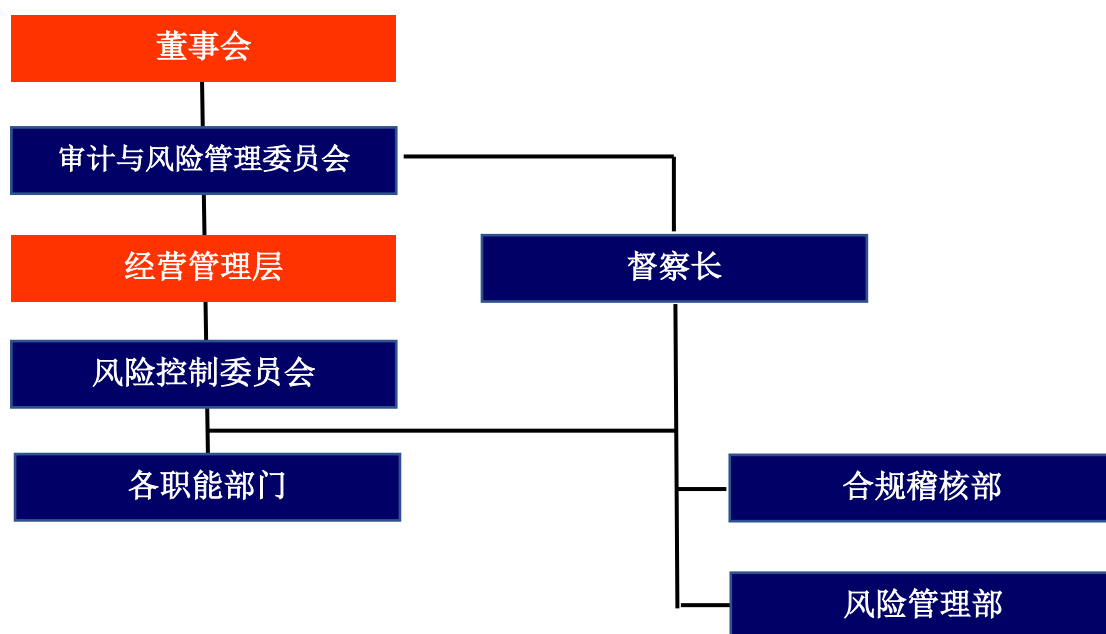 董事会
审计与风险管理委员会
经营管理层
督察长
风险控制委员会
各职能部门
合规稽核部
风险管理部